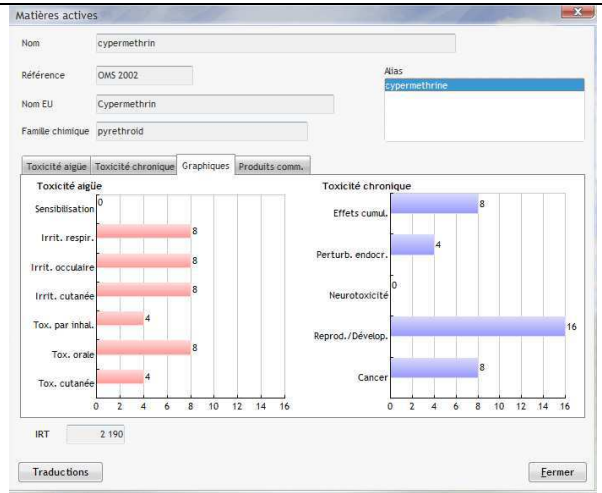 Matières actives
Nom cypermethrin
Référence OMS 2002
Alias
cypermethrine
Nom EU Cypermethrin
Famille chimique pyrethroid
Toxicité aigüe Toxicité chronique Graphiques Produits comm.
Toxicité aigüe
Sensibilisation 0
Irrit. respir. 8
Irrit. occulaire 8
Irrit. cutanée 8
Tox. par inhal. 4
Tox. orale 8
Tox. cutanée 4
0 2 4 6 8 10 12 14 16
Toxicité chronique
Effets cumul. 8
Perturb. endocr. 4
Neurotoxicité 0
Reprod./Dévelop. 16
Cancer 8
0 2 4 6 8 10 12 14 16
IRT 2 190
Traductions
Fermer